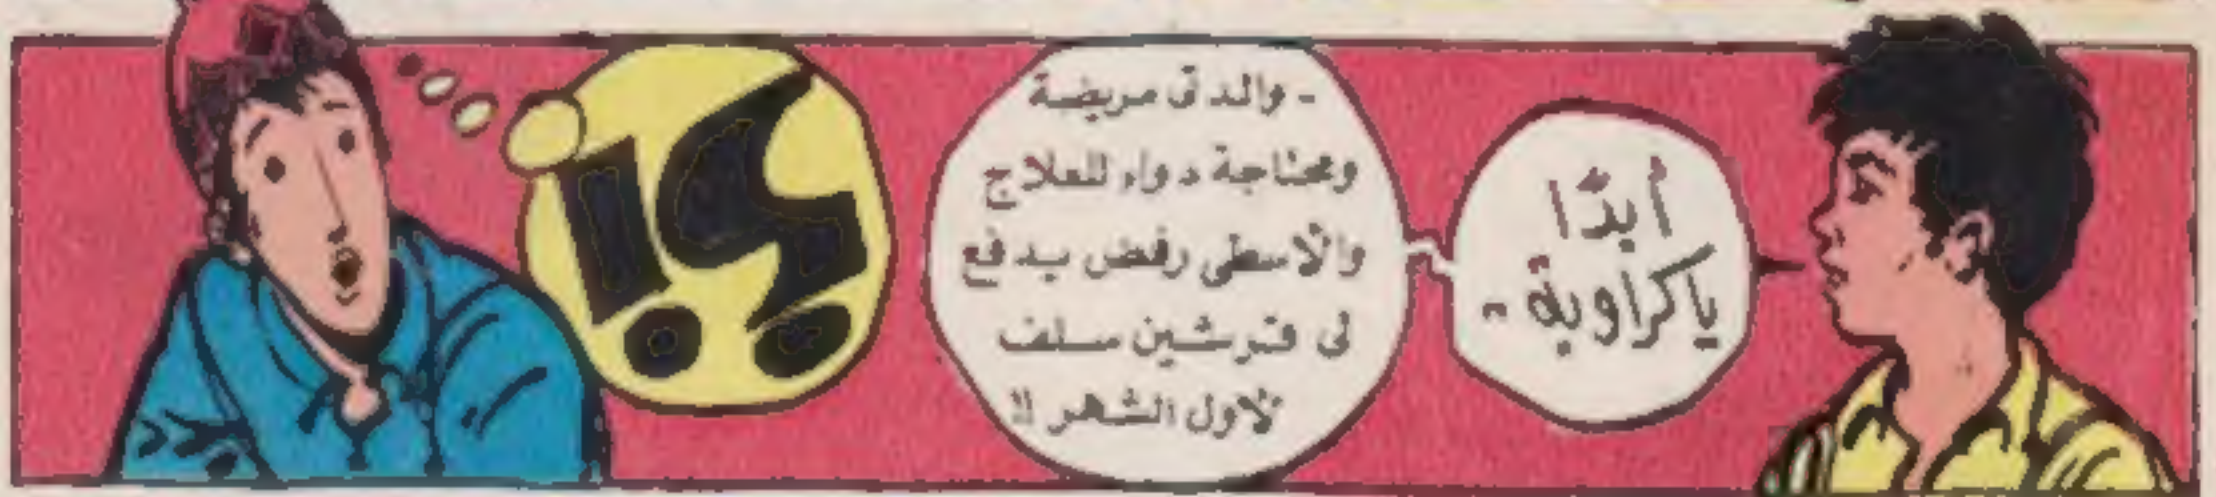 أبدًا
ياكراوية -
- والدتى مريضة
ومحتاجة دواء للعلاج
والأسطى رفض يدفع
لى قرشين سلف
لأول الشهر !!
؟!